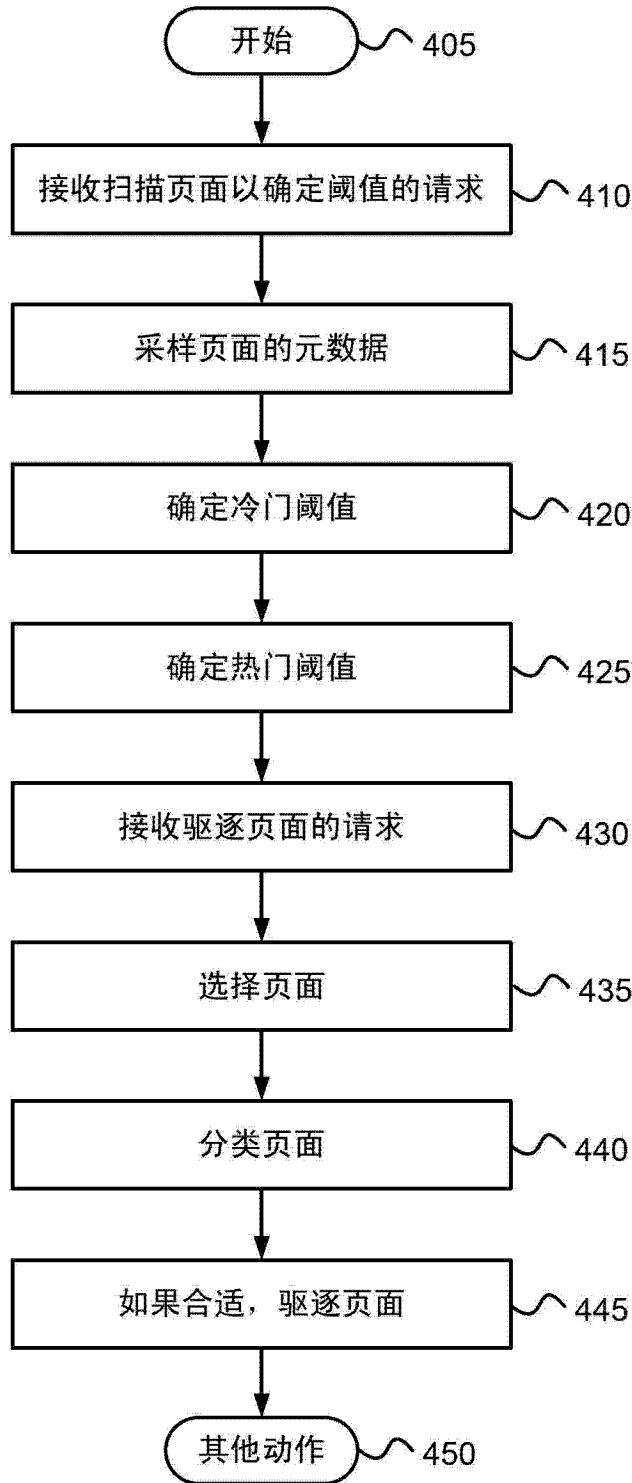 开始
405
接收扫描页面以确定阈值的请求
410
采样页面的元数据
415
确定冷门阈值
420
确定热门阈值
425
接收驱逐页面的请求
430
选择页面
435
分类页面
440
如果合适，驱逐页面
445
其他动作
450